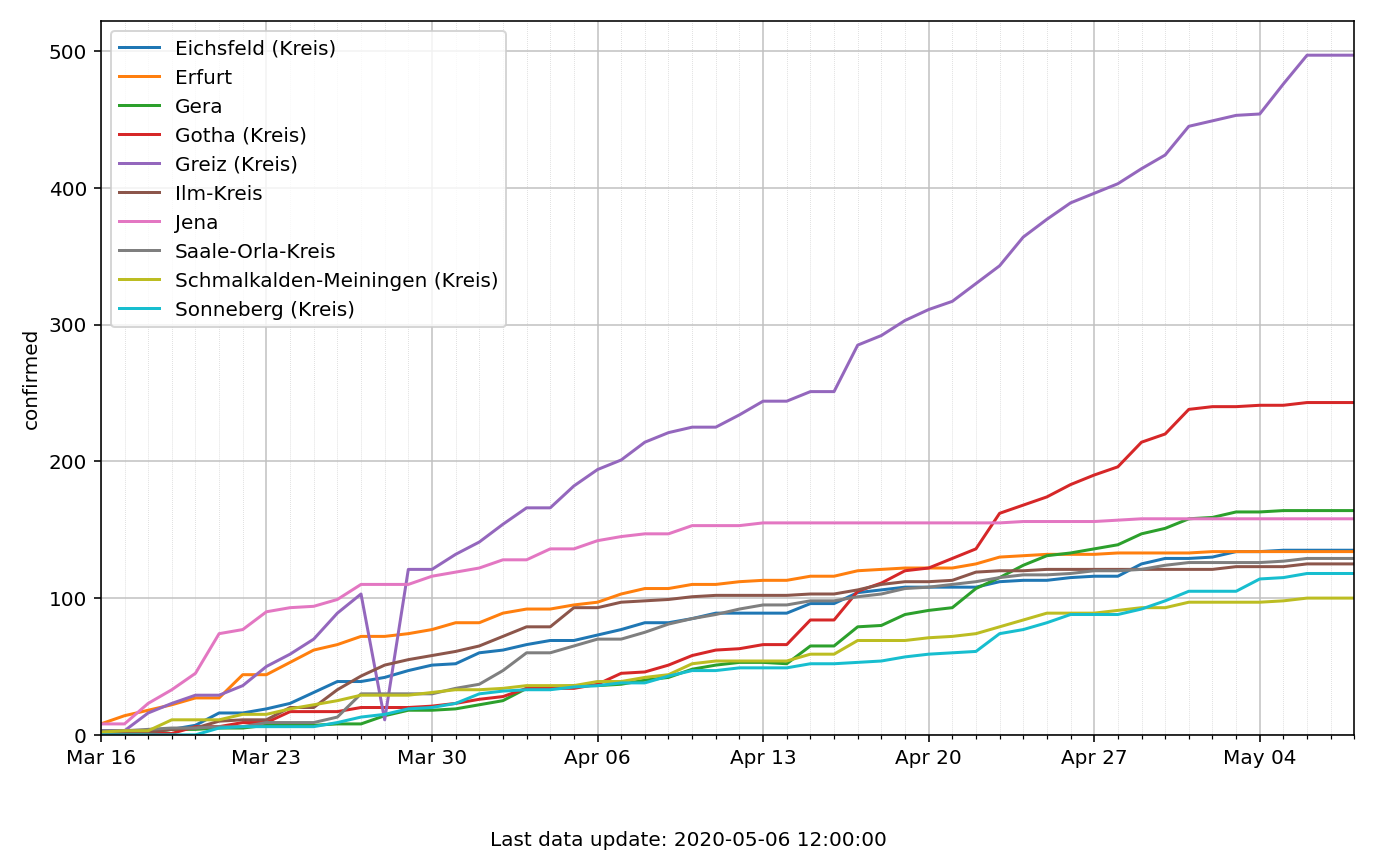 500
400
300
200
100
0
confirmed
Eichsfeld (Kreis)
Erfurt
Gera
Gotha (Kreis)
Greiz (Kreis)
Ilm-Kreis
Jena
Saale-Orla-Kreis
Schmalkalden-Meiningen (Kreis)
Sonneberg (Kreis)
Mar 16 Mar 23 Mar 30 Apr 06 Apr 13 Apr 20 Apr 27 May 04
Last data update: 2020-05-06 12:00:00